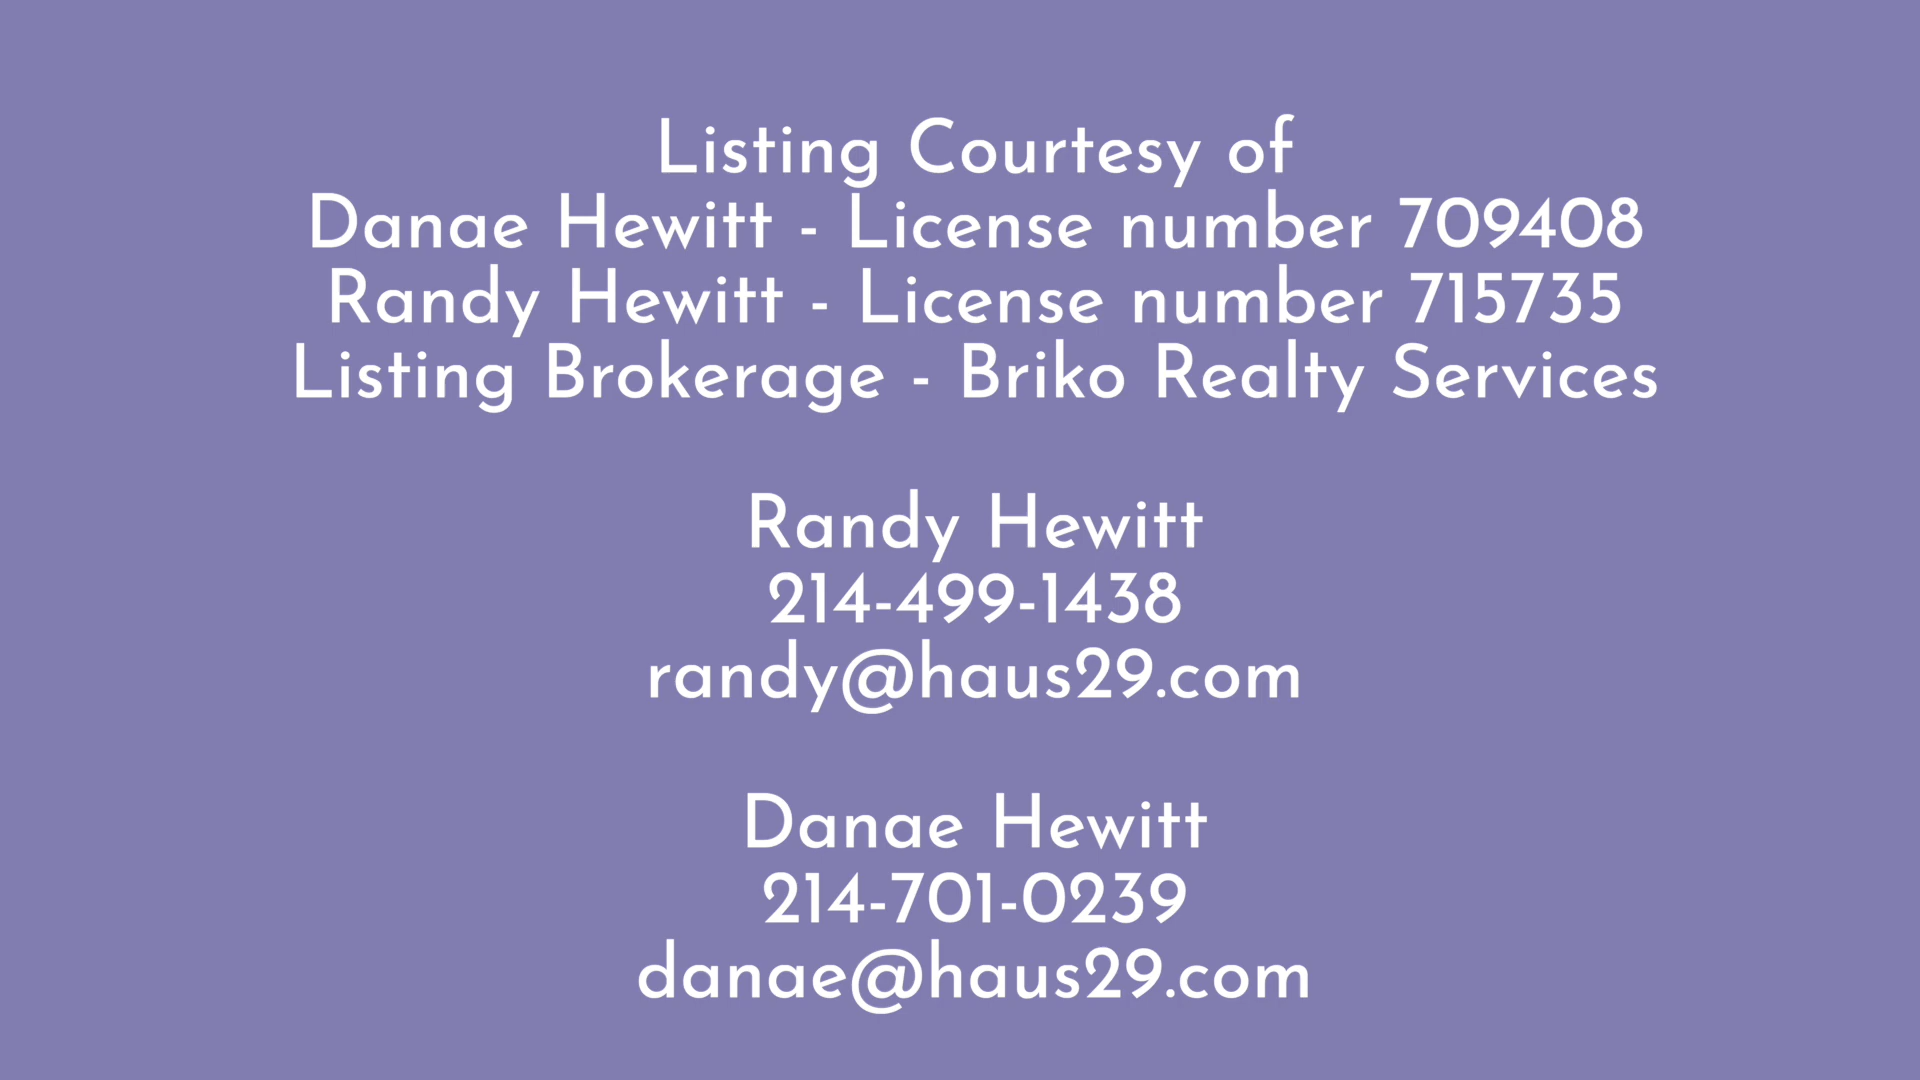 Listing Courtesy of
Danae Hewitt - License number 709408
Randy Hewitt - License number 715735
Listing Brokerage - Briko Realty Services
Randy Hewitt
214-499-1438
randy@haus29.com
Danae Hewitt
214-701-0239
danae@haus29.com